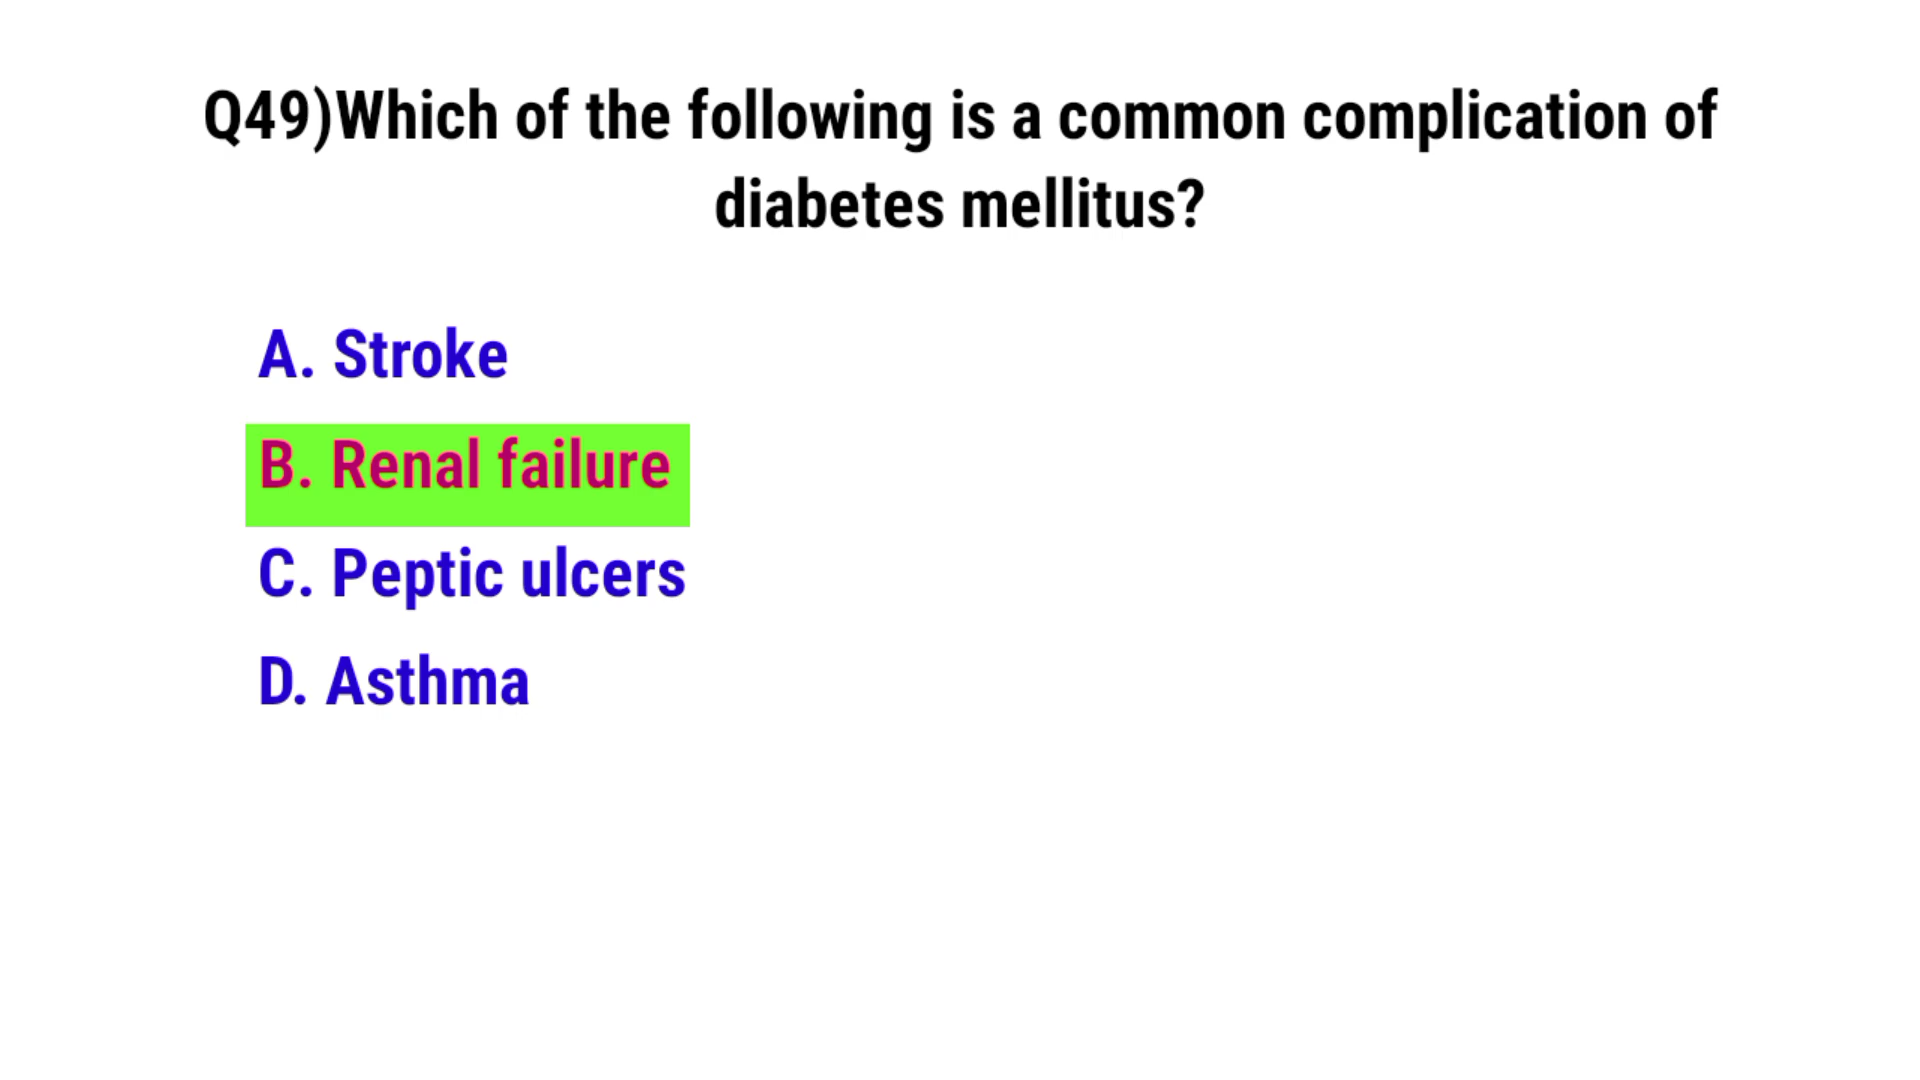 Q49)Which of the following is a common complication of
diabetes mellitus?
A. Stroke
B. Renal failure
C. Peptic ulcers
D. Asthma